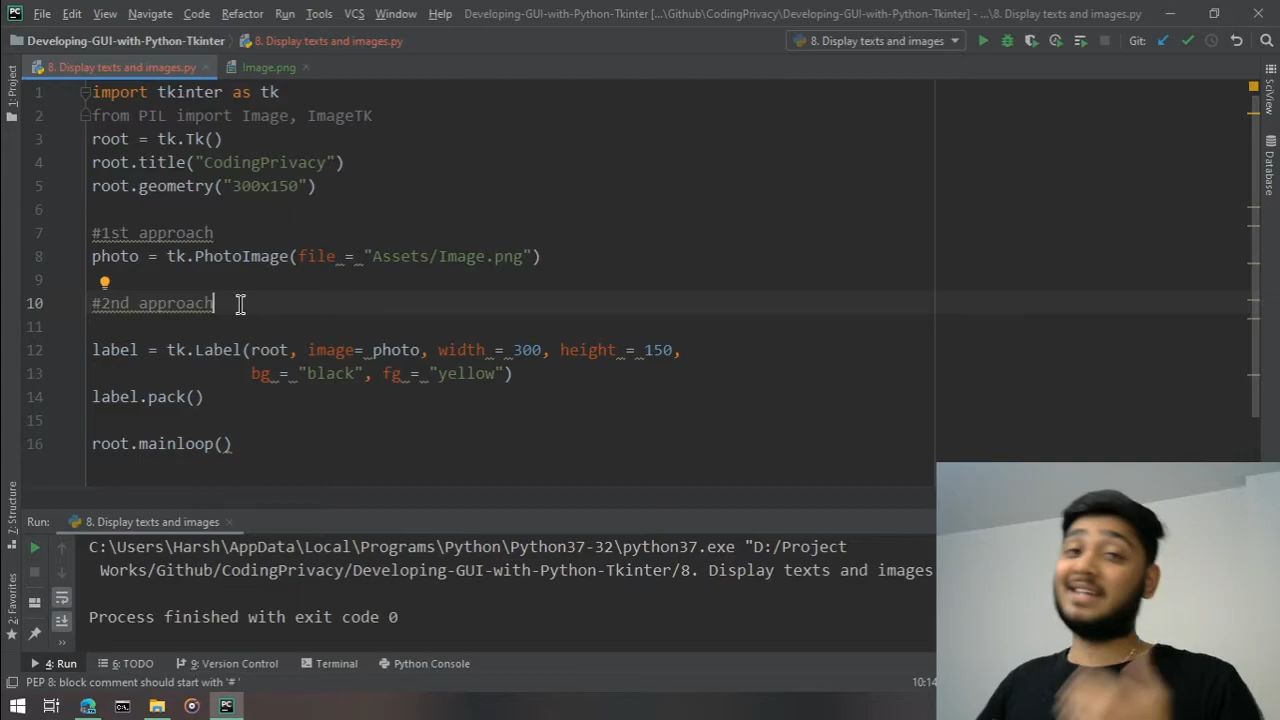 File Edit View Navigate Code Refactor Run Tools VCS Window Help Developing-GUI-with-Python-Tkinter [...\Github\CodingPrivacy\Developing-GUI-with-Python-Tkinter] - ...\8. Display texts and images.py
Developing-GUI-with-Python-Tkinter 8. Display texts and images.py 8. Display texts and images Git:
1: Project
8. Display texts and images.py Image.png
SciView
Database
1 import tkinter as tk
2 from PIL import Image, ImageTK
3 root = tk.Tk()
4 root.title("CodingPrivacy")
5 root.geometry("300x150")
6
7 #1st approach
8 photo = tk.PhotoImage(file = "Assets/Image.png")
9
10 #2nd approach
11
12 label = tk.Label(root, image= photo, width = 300, height = 150,
13 bg = "black", fg = "yellow")
14 label.pack()
15
16 root.mainloop()
7: Structure
2: Favorites
Run: 8. Display texts and images
C:\Users\Harsh\AppData\Local\Programs\Python\Python37-32\python37.exe "D:/Project
Works/Github/CodingPrivacy/Developing-GUI-with-Python-Tkinter/8. Display texts and images
Process finished with exit code 0
4: Run 6: TODO 9: Version Control Terminal Python Console
PEP 8: block comment should start with '# ' 10:14